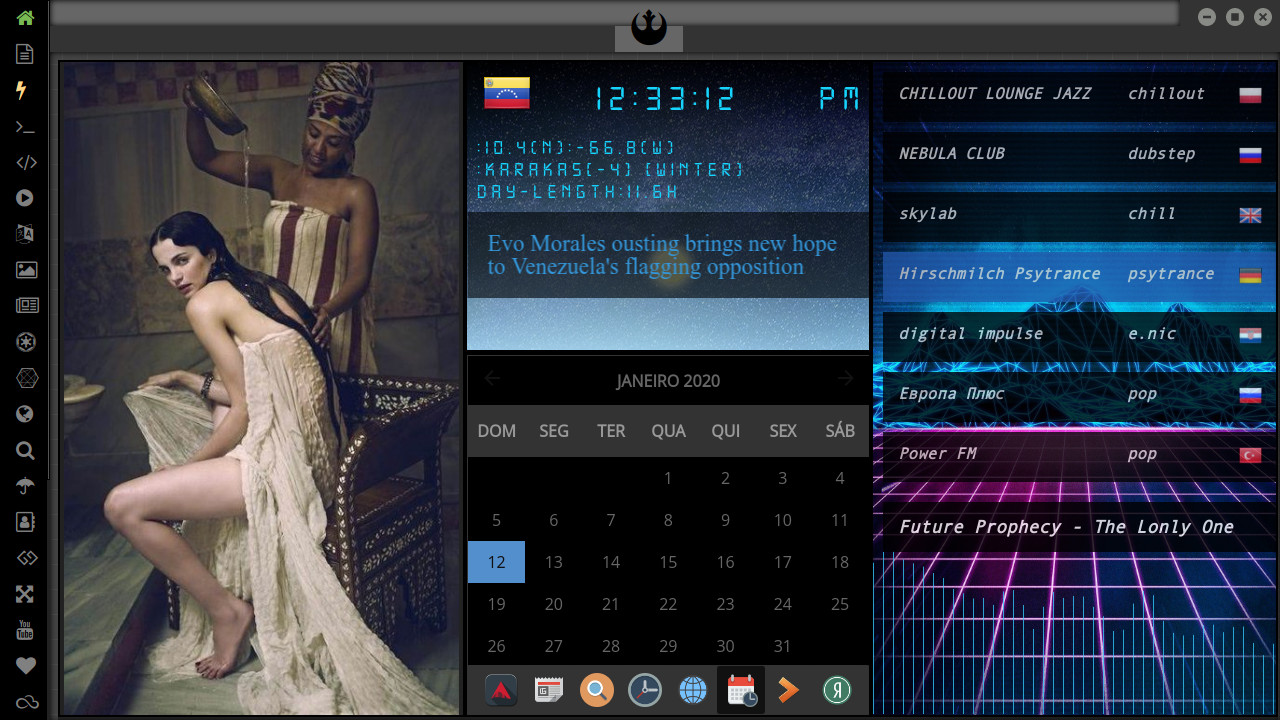 12:33:12 PM
:10.4(N):-66.8(W)
:KARAKAS(-4) (WINTER)
DAY-LENGTH:11.6H
Evo Morales ousting brings new hope
to Venezuela's flagging opposition
JANEIRO 2020
DOM SEG TER QUA QUI SEX SÁB
1 2 3 4
5 6 7 8 9 10 11
12 13 14 15 16 17 18
19 20 21 22 23 24 25
26 27 28 29 30 31
Я
CHILLOUT LOUNGE JAZZ chillout
NEBULA CLUB dubstep
skylab chill
Hirschmilch Psytrance psytrance
digital impulse e.nic
Европа Плюс pop
Power FM pop
Future Prophecy - The Lonly One
You
Tube